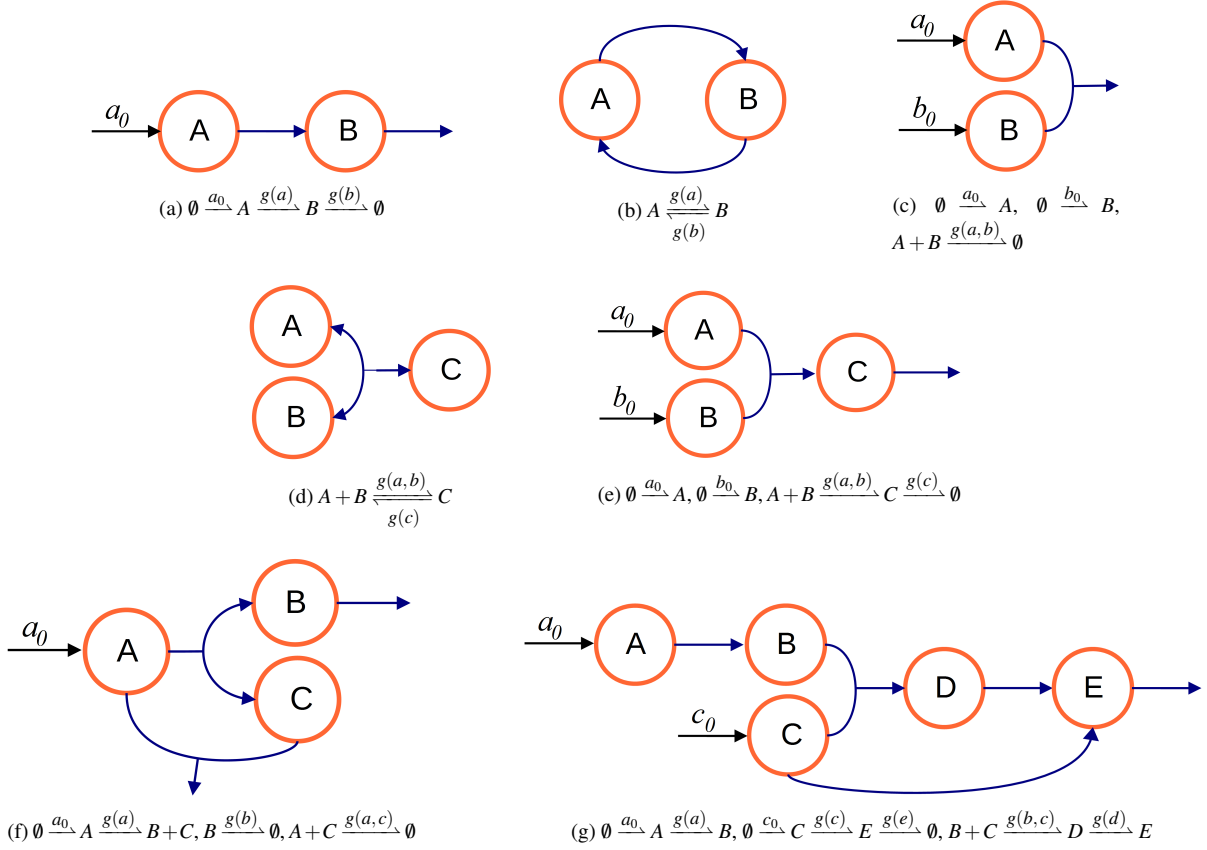 a₀ A B
(a) ∅ —a₀⇀ A —g(a)⇀ B —g(b)⇀ ∅
A B
(b) A ⇌ B g(a) g(b)
a₀ A
b₀ B
(c) ∅ —a₀⇀ A, ∅ —b₀⇀ B,
A + B —g(a,b)⇀ ∅
A
B
C
(d) A + B ⇌ C g(a,b) g(c)
a₀ A
b₀ B
C
(e) ∅ —a₀⇀ A, ∅ —b₀⇀ B, A + B —g(a,b)⇀ C —g(c)⇀ ∅
a₀ A
B
C
(f) ∅ —a₀⇀ A —g(a)⇀ B + C, B —g(b)⇀ ∅, A + C —g(a,c)⇀ ∅
a₀ A B
c₀ C
D E
(g) ∅ —a₀⇀ A —g(a)⇀ B, ∅ —c₀⇀ C —g(c)⇀ E —g(e)⇀ ∅, B + C —g(b,c)⇀ D —g(d)⇀ E